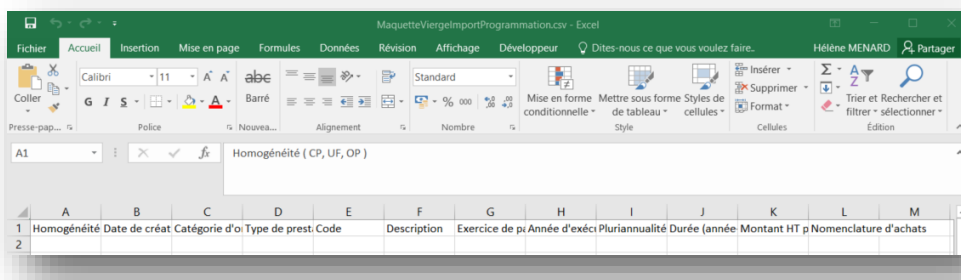 MaquetteViergeImportProgrammation.csv - Excel
Fichier Accueil Insertion Mise en page Formules Données Révision Affichage Développeur Dites-nous ce que vous voulez faire.. Hélène MENARD Partager
Coller
Calibri 11 A A
G I S A
abc
Barré
Standard
% 000
Mise en forme conditionnelle
Mettre sous forme de tableau
Styles de cellules
Insérer
Supprimer
Format
Trier et filtrer
Rechercher et sélectionner
Presse-pap... Police Nouvea... Alignement Nombre Style Cellules Édition
A1 fx Homogénéité ( CP, UF, OP )
A B C D E F G H I J K L M
1 Homogénéité Date de créat Catégorie d'o Type de prest Code Description Exercice de pa Année d'exécu Pluriannualité Durée (année Montant HT p Nomenclature d'achats
2